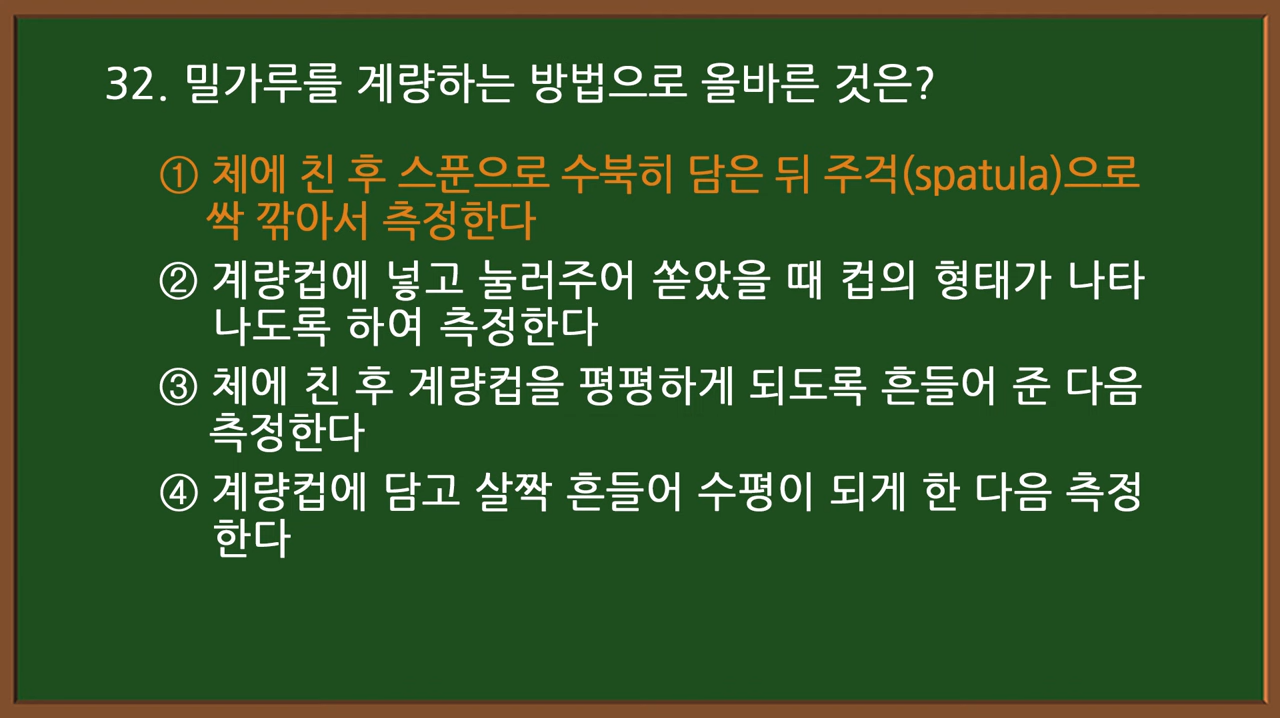 32. 밀가루를 계량하는 방법으로 올바른 것은?
① 체에 친 후 스푼으로 수북히 담은 뒤 주걱(spatula)으로
싹 깎아서 측정한다
② 계량컵에 넣고 눌러주어 쏟았을 때 컵의 형태가 나타
나도록 하여 측정한다
③ 체에 친 후 계량컵을 평평하게 되도록 흔들어 준 다음
측정한다
④ 계량컵에 담고 살짝 흔들어 수평이 되게 한 다음 측정
한다